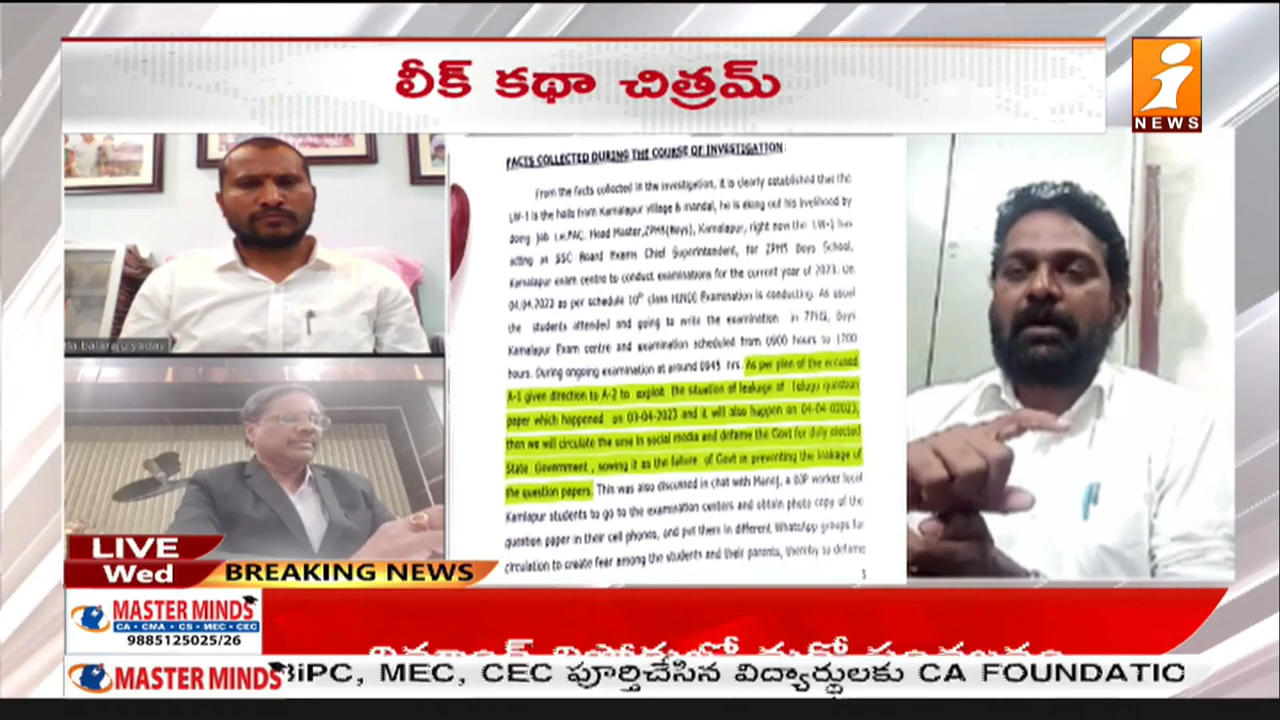 లీక్ కథా చిత్రమ్
i
NEWS
FACTS COLLECTED DURING THE COURSE OF INVESTIGATION:
From the facts collected in the investigation, it is clearly established that the
LW-1 is the hails from Kamalapur village & mandal, he is eking out his livelihood by
doing Job i.e.FAC, Head Master,ZPHS(Boys), Kamalapur, right now the LW-1 has
acting as SSC Board Exams Chief Superintendent, for ZPHS Boys School,
Kamalapur exam centre to conduct examinations for the current year of 2023. On
04.04.2023 as per schedule 10th class HINDI Examination is conducting. As usual
the students attended and going to write the examination in ZPHS, Boys
Kamalapur Exam centre and examination scheduled from 0900 hours to 1200
hours. During ongoing examination at around 0945 hrs. As per plan of the accused
A-1 given direction to A-2 to exploit the situation of leakage of Telugu question
paper which happened on 03-04-2023 and it will also happen on 04-04-02023,
then we will circulate the same in social media and defame the Govt for duly elected
State Government, sowing it as the failure of Govt in preventing the leakage of
the question papers. This was also discussed in chat with Manoj, a BJP worker local
Kamlapur students to go to the examination centers and obtain photo copy of the
question paper in their cell phones, and put them in different WhatsApp groups for
circulation to create fear among the students and their parents, thereby to defame
balaraju yadav
LIVE
Wed
BREAKING NEWS
MASTER MINDS
CA • CMA • CS • MEC • CEC
9885125025/26
MASTER MINDS
BiPC, MEC, CEC పూర్తిచేసిన విద్యార్థులకు CA FOUNDATIO